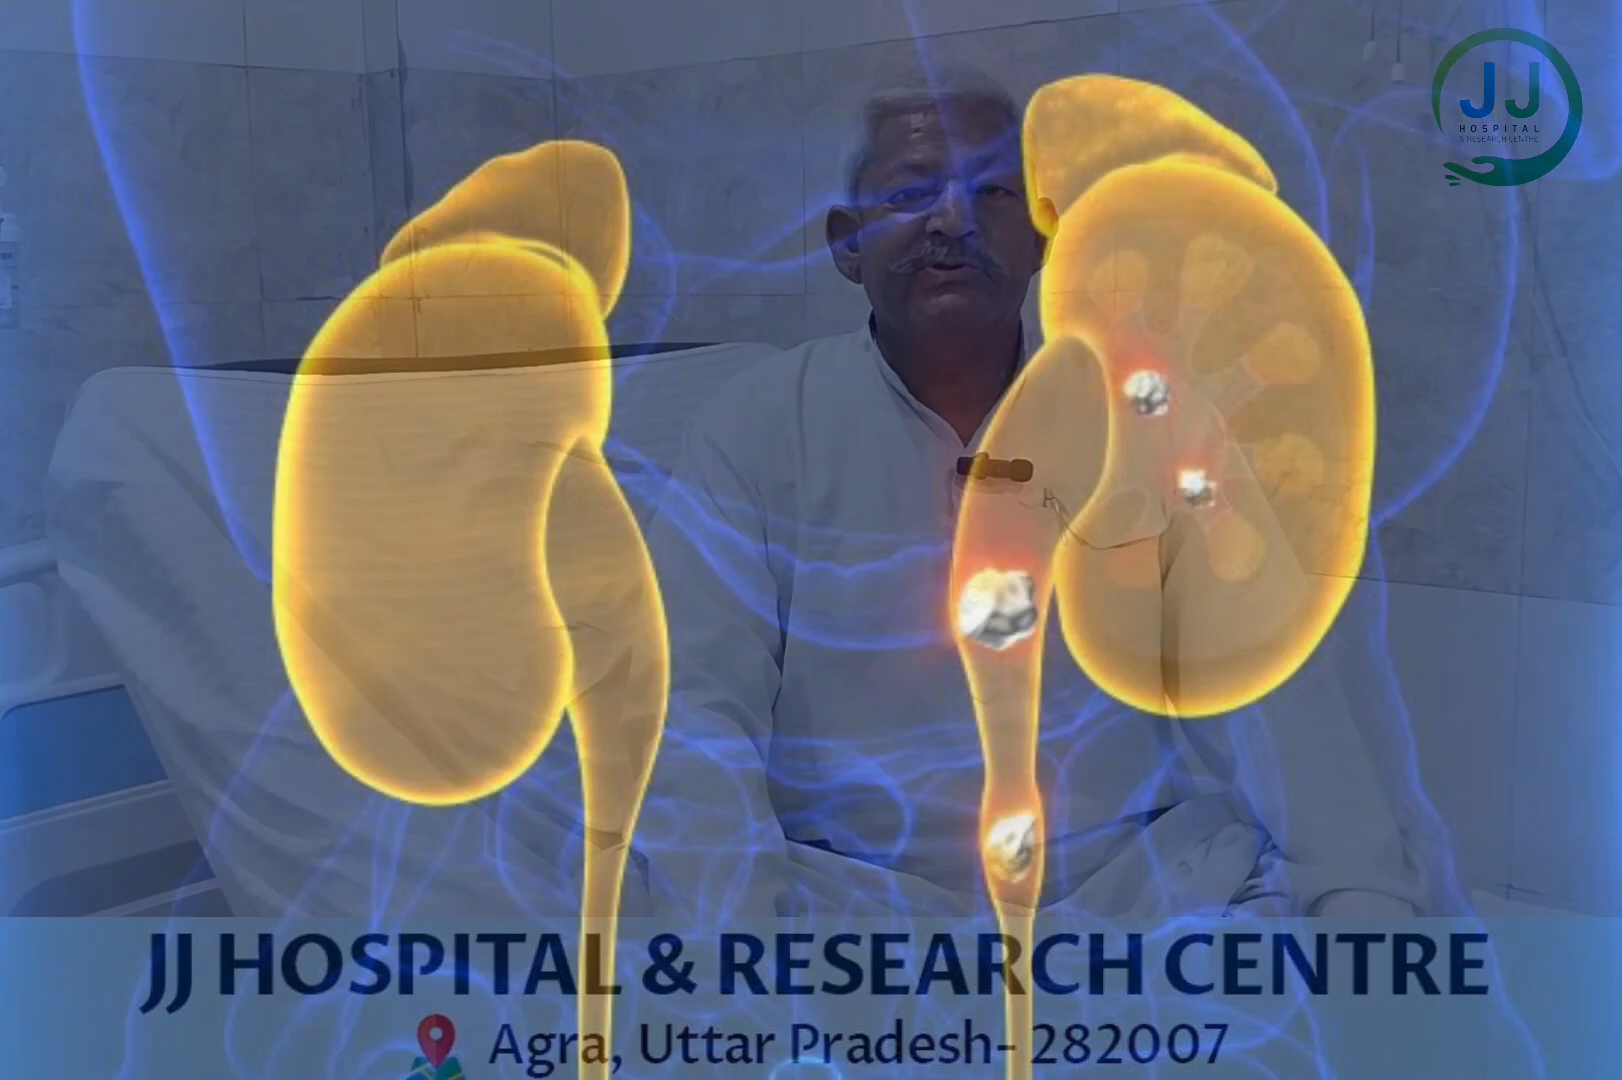 JJ
HOSPITAL
& RESEARCH CENTRE
JJ HOSPITAL & RESEARCH CENTRE
Agra, Uttar Pradesh- 282007